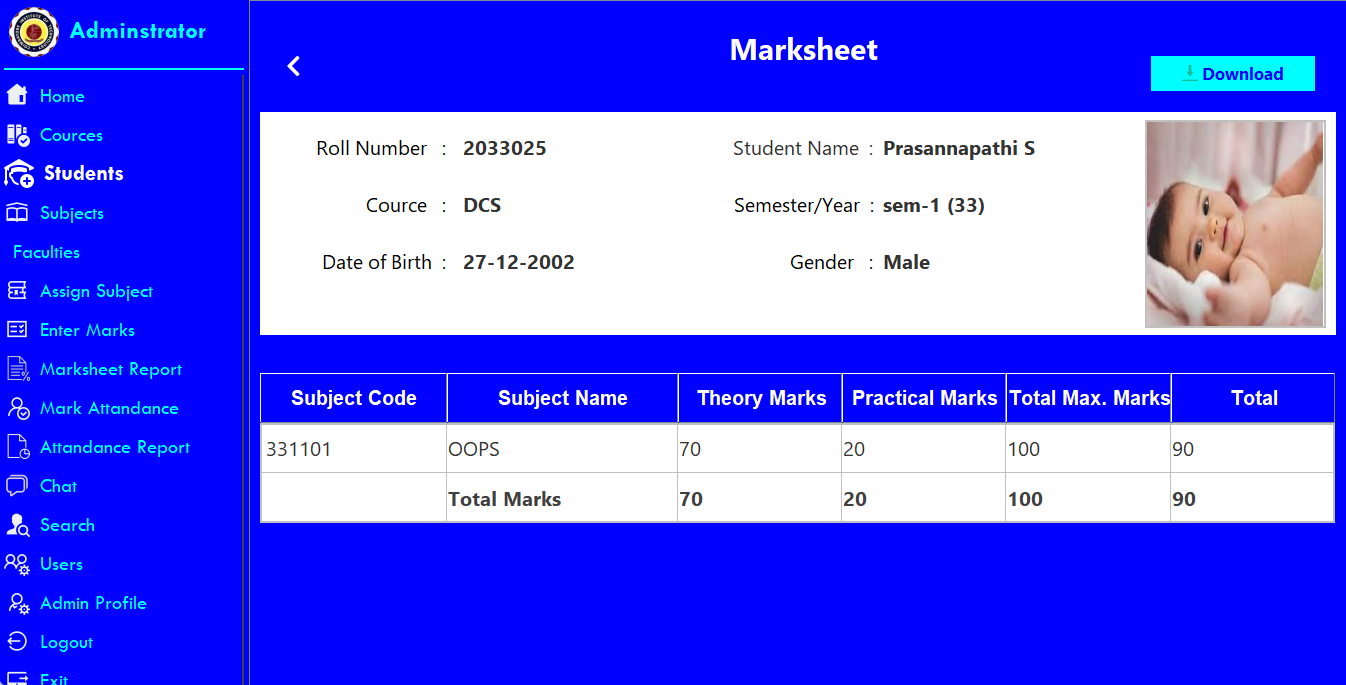 Adminstrator
Home
Cources
Students
Subjects
Faculties
Assign Subject
Enter Marks
Marksheet Report
Mark Attandance
Attandance Report
Chat
Search
Users
Admin Profile
Logout
Exit
Marksheet
Download
Roll Number : 2033025 Student Name : Prasannapathi S
Cource : DCS Semester/Year : sem-1 (33)
Date of Birth : 27-12-2002 Gender : Male
Subject Code Subject Name Theory Marks Practical Marks Total Max. Marks Total
331101 OOPS 70 20 100 90
Total Marks 70 20 100 90